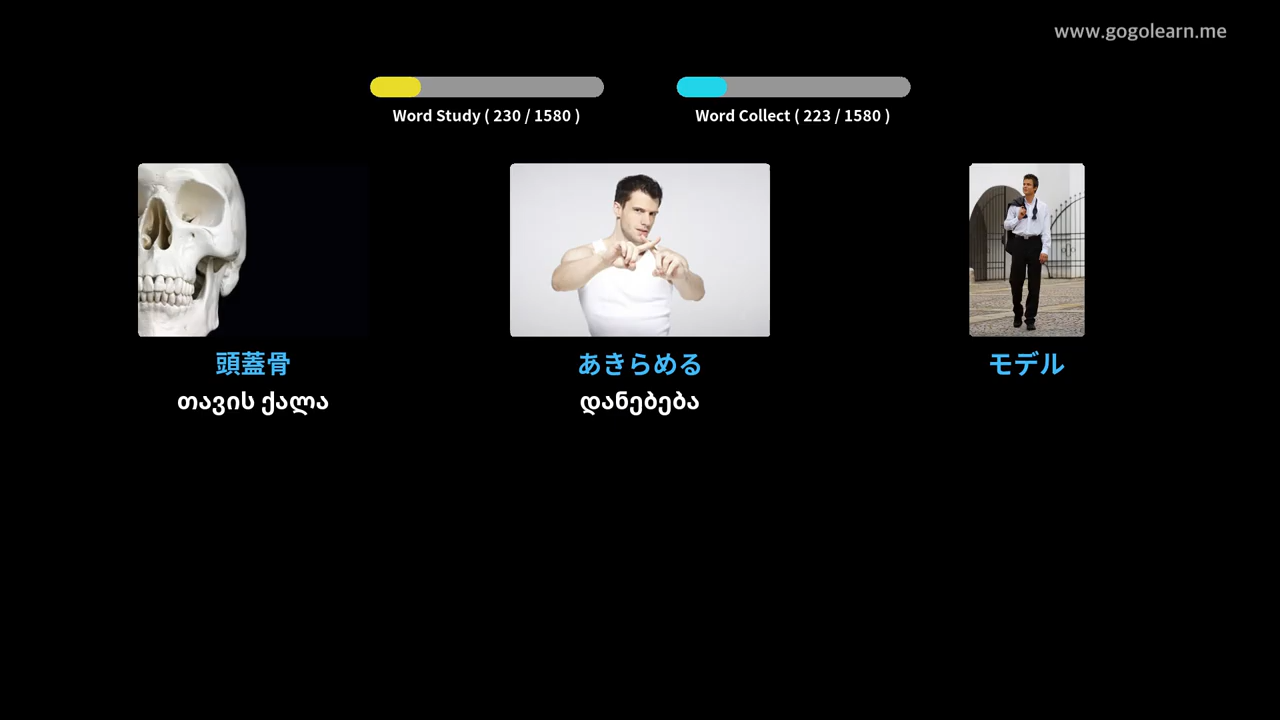 www.gogolearn.me
Word Study ( 230 / 1580 )
Word Collect ( 223 / 1580 )
頭蓋骨
あきらめる
モデル
თავის ქალა
დანებება